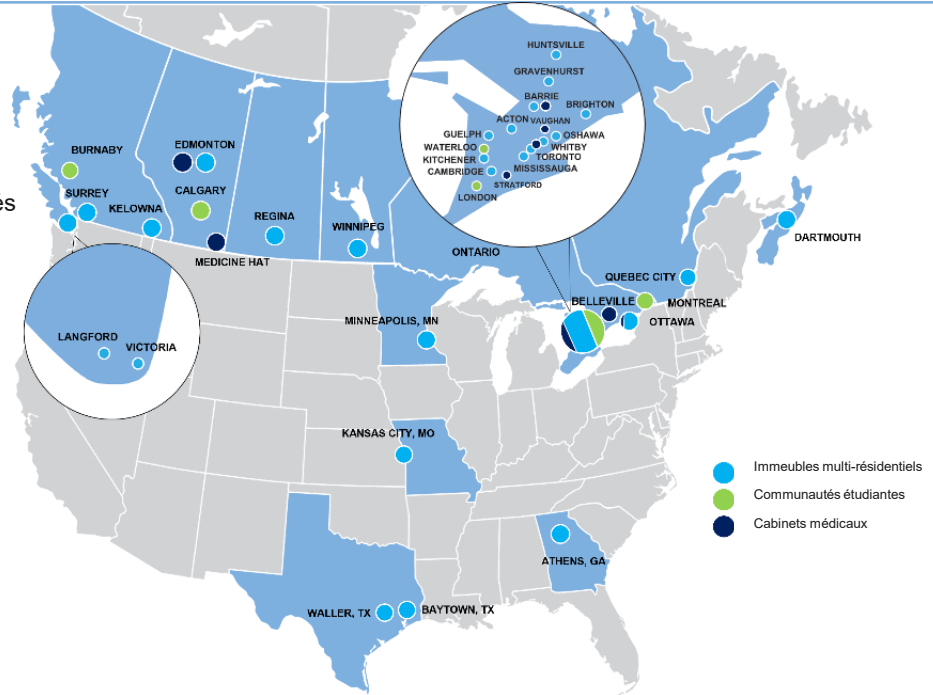 HUNTSVILLE
GRAVENHURST
BARRIE
BRIGHTON
ACTON
VAUGHAN
GUELPH
OSHAWA
WATERLOO
WHITBY
KITCHENER
TORONTO
CAMBRIDGE
MISSISSAUGA
STRATFORD
LONDON
BURNABY
EDMONTON
és
SURREY
CALGARY
KELOWNA
REGINA
WINNIPEG
MEDICINE HAT
ONTARIO
DARTMOUTH
QUEBEC CITY
BELLEVILLE
MONTREAL
OTTAWA
LANGFORD
VICTORIA
MINNEAPOLIS, MN
KANSAS CITY, MO
Immeubles multi-résidentiels
Communautés étudiantes
Cabinets médicaux
ATHENS, GA
WALLER, TX
BAYTOWN, TX